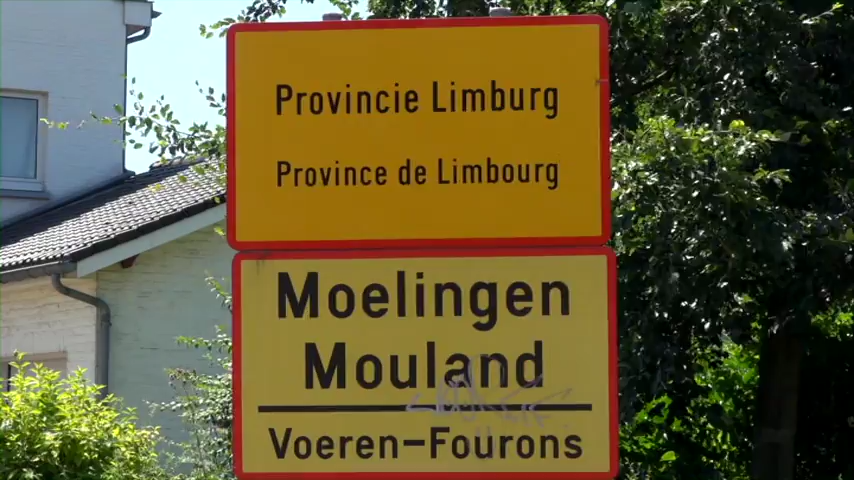 Provincie Limburg
Province de Limbourg
Moelingen
Mouland
Voeren-Fourons